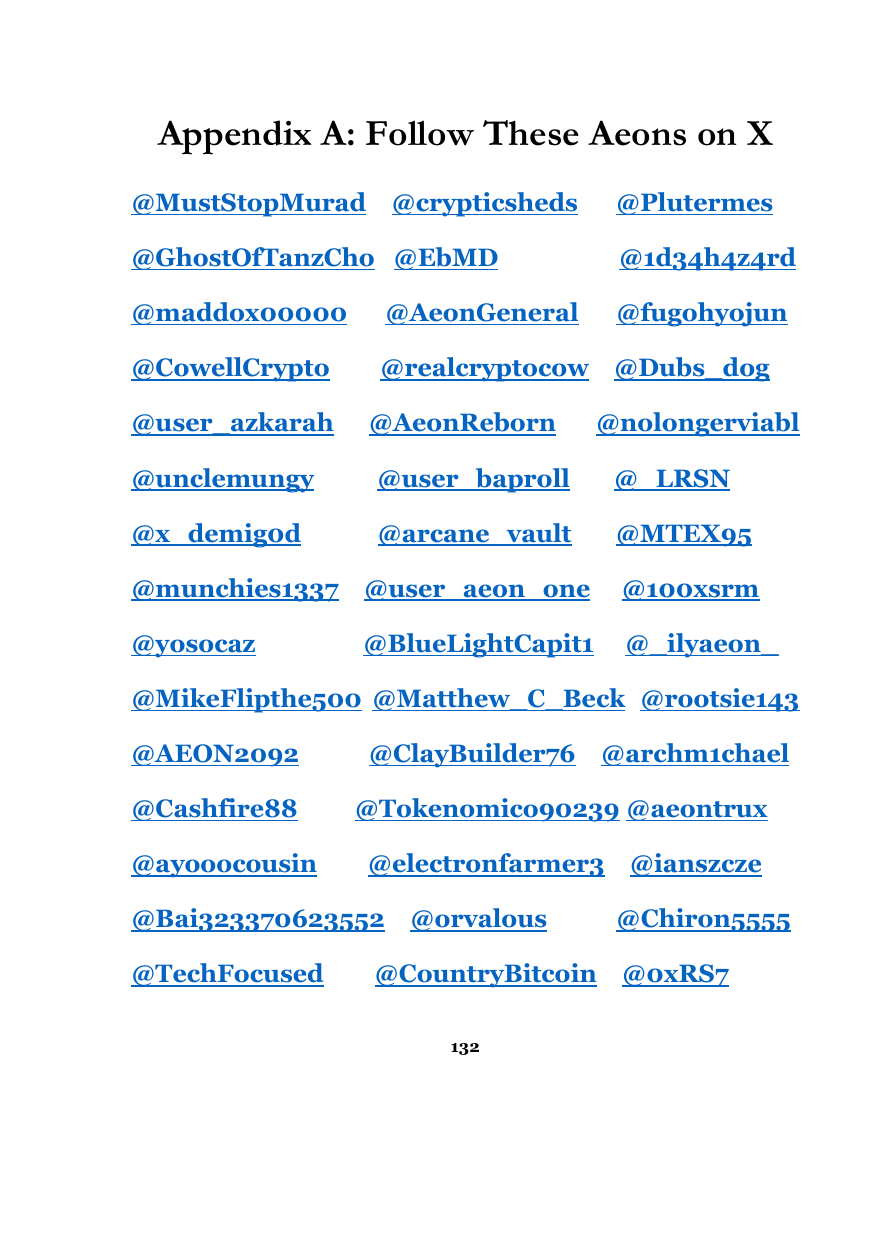 Appendix A: Follow These Aeons on X
@MustStopMurad @crypticsheds @Plutermes
@GhostOfTanzCho @EbMD @1d34h4z4rd
@maddox00000 @AeonGeneral @fugohyojun
@CowellCrypto @realcryptocow @Dubs_dog
@user_azkarah @AeonReborn @nolongerviabl
@unclemungy @user_baproll @_LRSN
@x_demig0d @arcane_vault @MTEX95
@munchies1337 @user_aeon_one @100xsrm
@yosocaz @BlueLightCapit1 @_ilyaeon_
@MikeFlipthe500 @Matthew_C_Beck @rootsie143
@AEON2092 @ClayBuilder76 @archm1chael
@Cashfire88 @Tokenomico90239 @aeontrux
@ayooocousin @electronfarmer3 @ianszcze
@Bai323370623552 @orvalous @Chiron5555
@TechFocused @CountryBitcoin @0xRS7
132